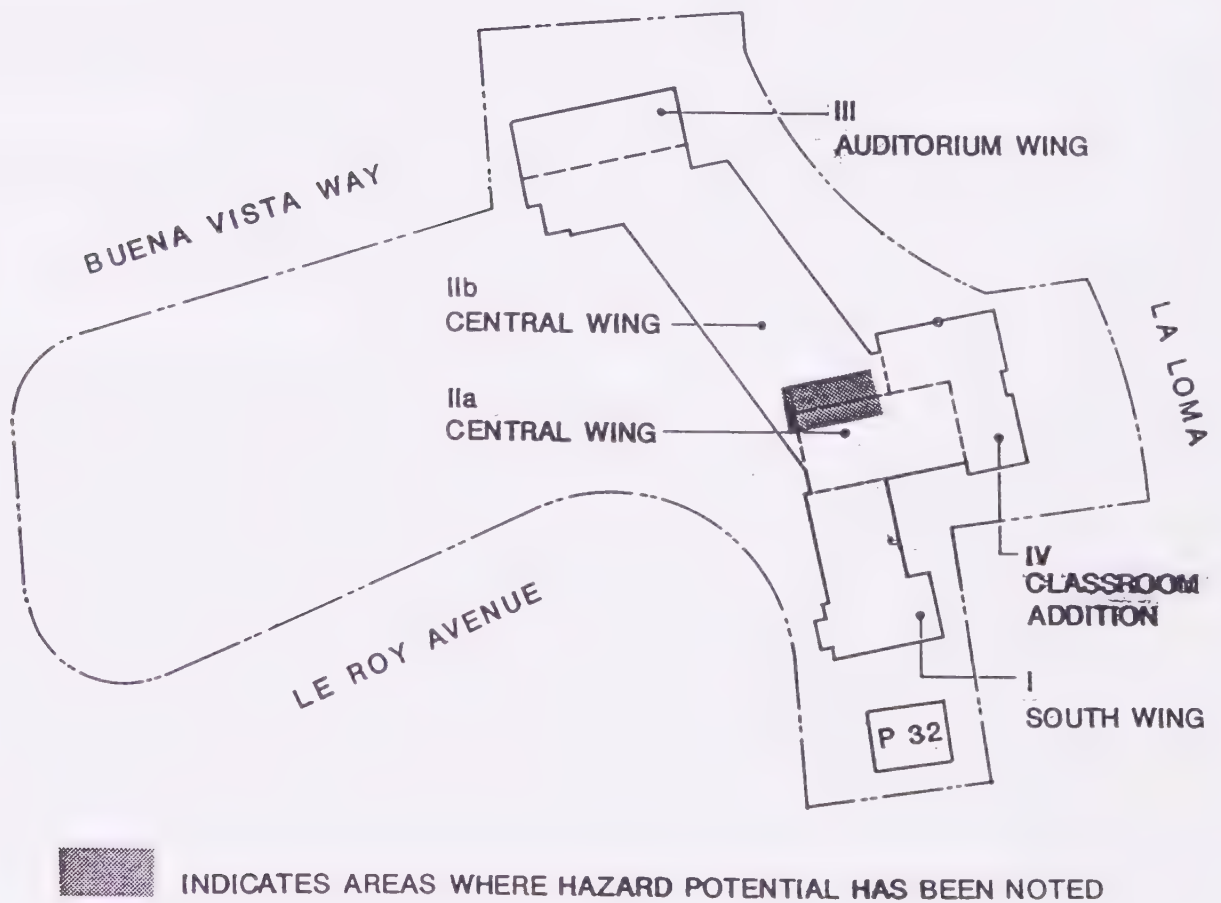 III
AUDITORIUM WING
BUENA VISTA WAY
IIb
CENTRAL WING
LA LOMA
IIa
CENTRAL WING
IV
CLASSROOM
ADDITION
LE ROY AVENUE
I
SOUTH WING
P 32
INDICATES AREAS WHERE HAZARD POTENTIAL HAS BEEN NOTED